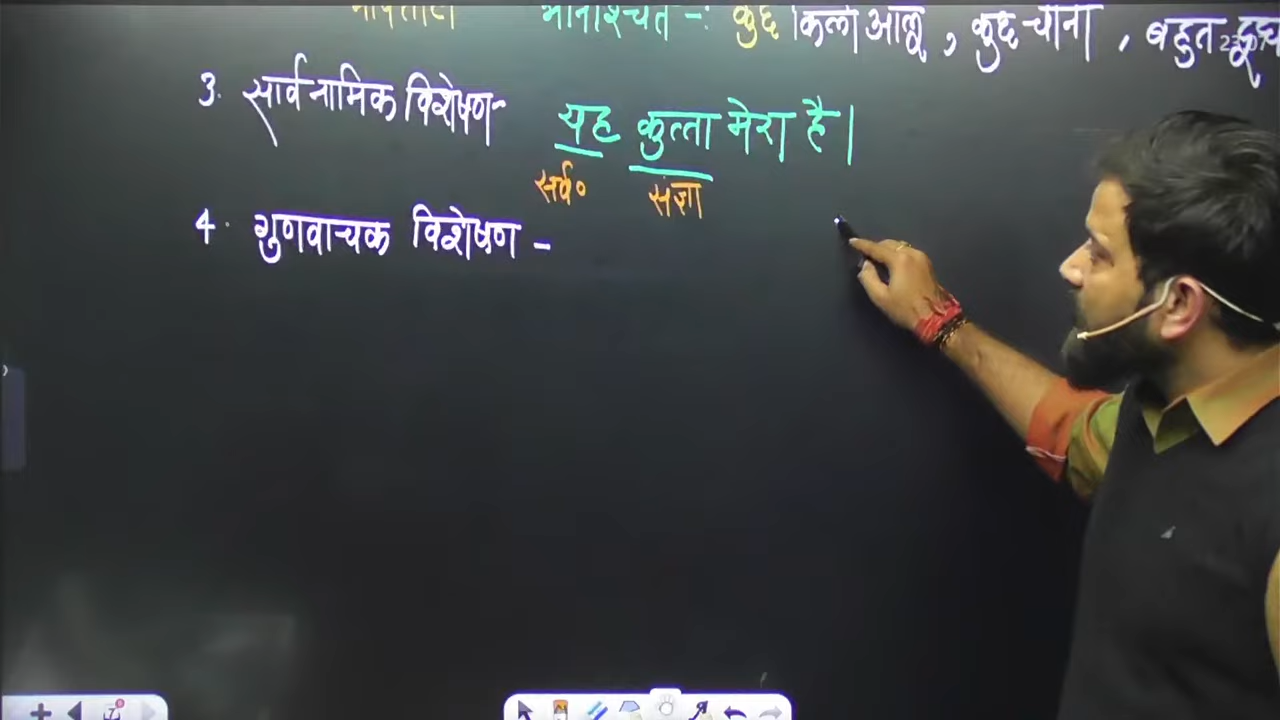 अनिश्चित -: कुछ किलो आलू, कुछ चीनी, बहुत दूध
3. सार्वनामिक विशेषण- यह कुत्ता मेरा है।
सर्व० संज्ञा
4. गुणवाचक विशेषण -